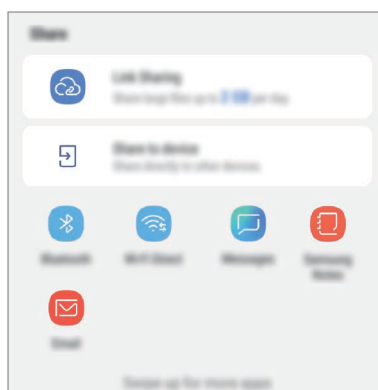 Share
Link Sharing
Share large files up to 2 GB per day.
Share to device
Share directly to other devices.
Bluetooth Wi-Fi Direct Messages Samsung
Notes
Email
Swipe up for more apps